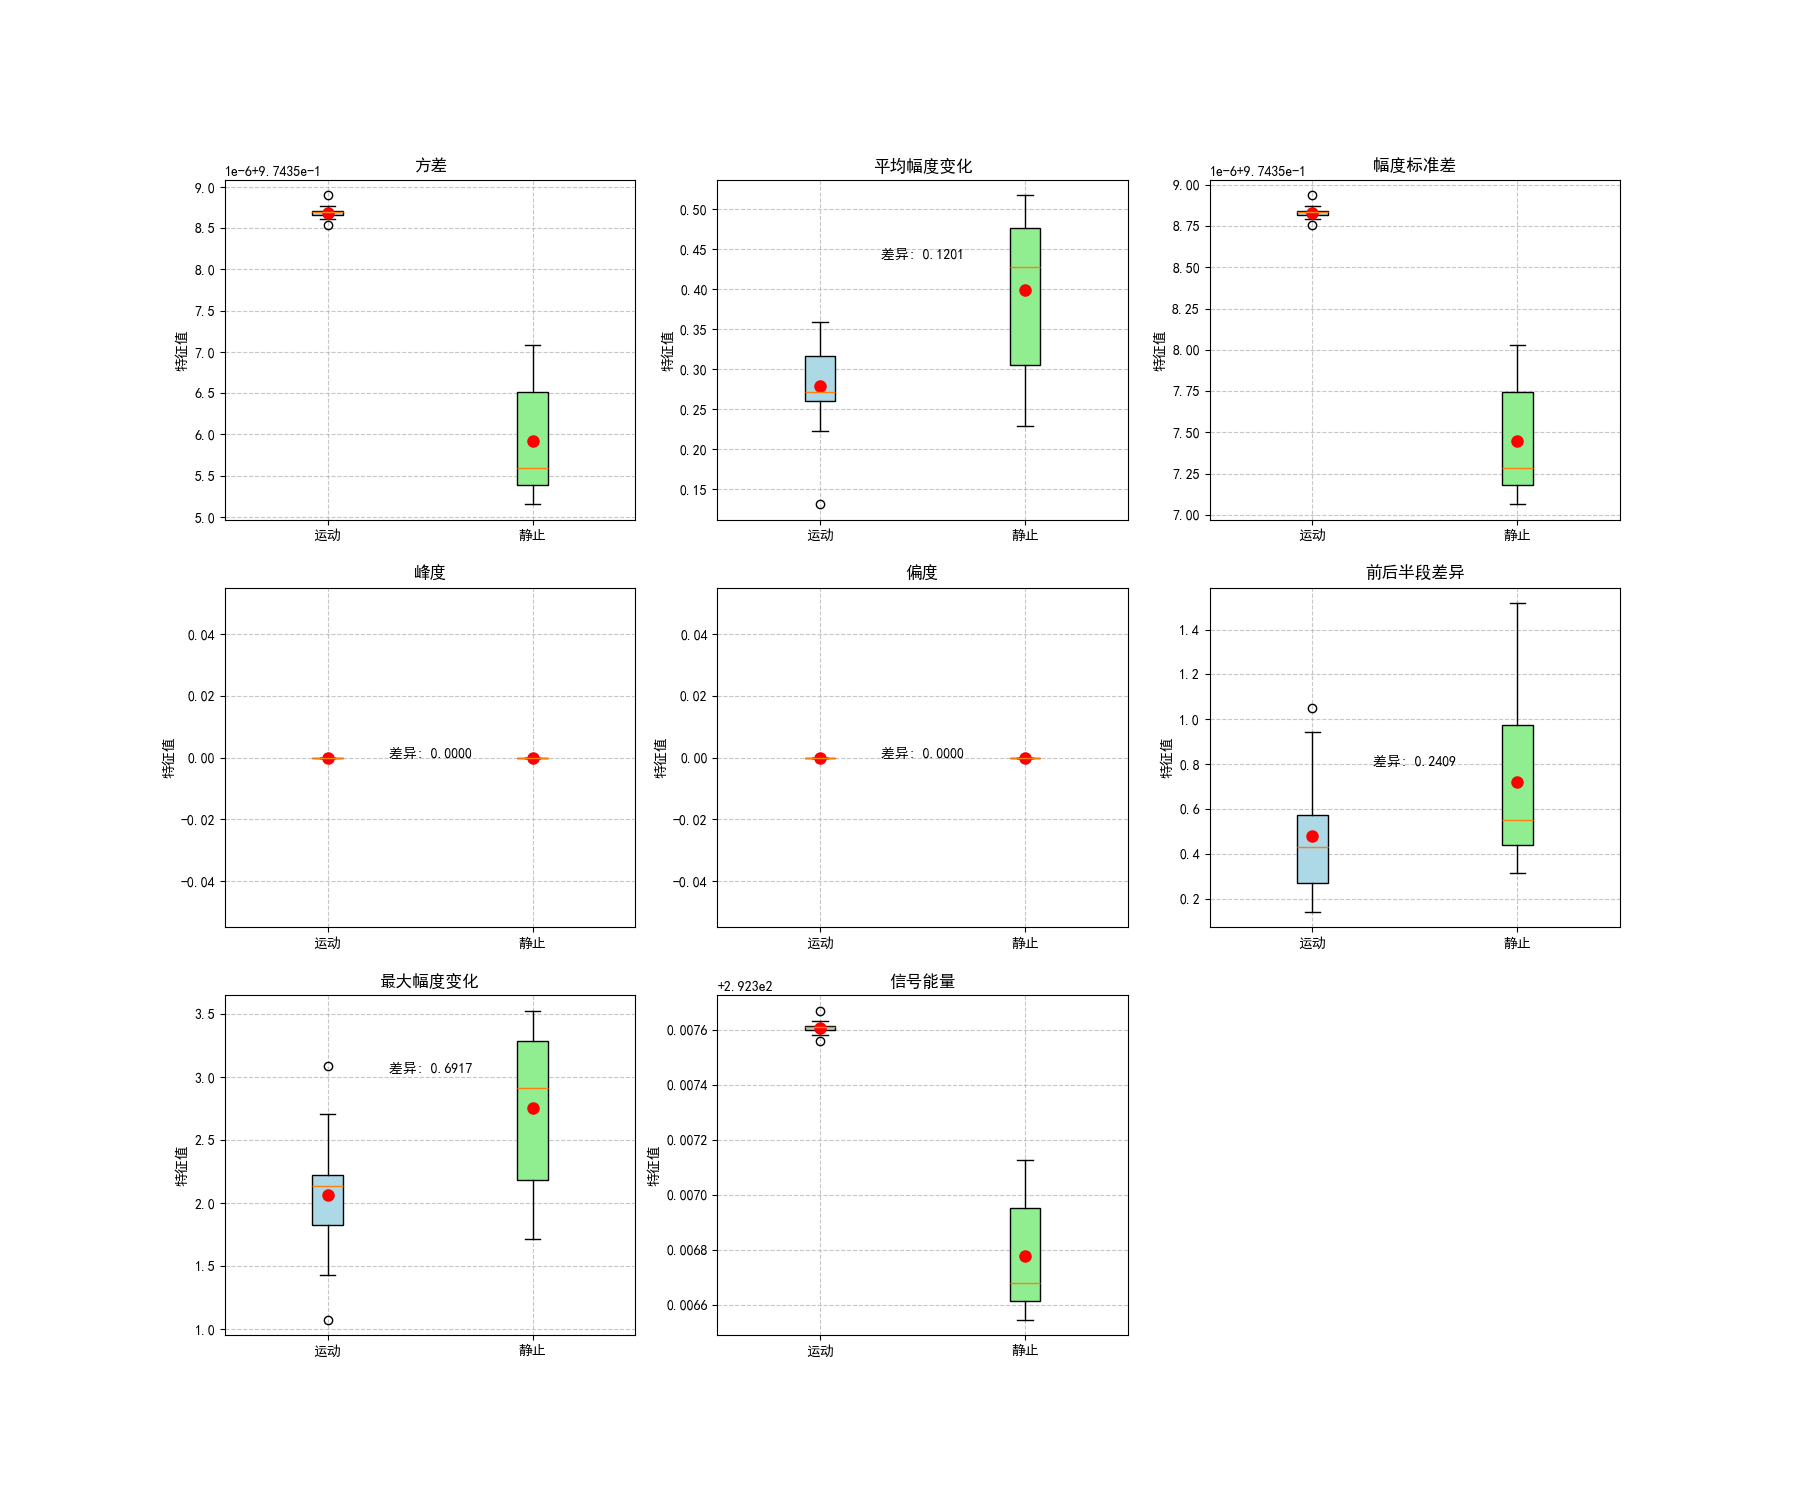 方差
1e-6+9.7435e-1
9.0
8.5
8.0
7.5
7.0
6.5
6.0
5.5
5.0
特征值
运动
静止
平均幅度变化
0.50
0.45
0.40
0.35
0.30
0.25
0.20
0.15
特征值
差异: 0.1201
运动
静止
幅度标准差
1e-6+9.7435e-1
9.00
8.75
8.50
8.25
8.00
7.75
7.50
7.25
7.00
特征值
运动
静止
峰度
0.04
0.02
0.00
-0.02
-0.04
特征值
差异: 0.0000
运动
静止
偏度
0.04
0.02
0.00
-0.02
-0.04
特征值
差异: 0.0000
运动
静止
前后半段差异
1.4
1.2
1.0
0.8
0.6
0.4
0.2
特征值
差异: 0.2409
运动
静止
最大幅度变化
3.5
3.0
2.5
2.0
1.5
1.0
特征值
差异: 0.6917
运动
静止
信号能量
+2.923e2
0.0076
0.0074
0.0072
0.0070
0.0068
0.0066
特征值
运动
静止